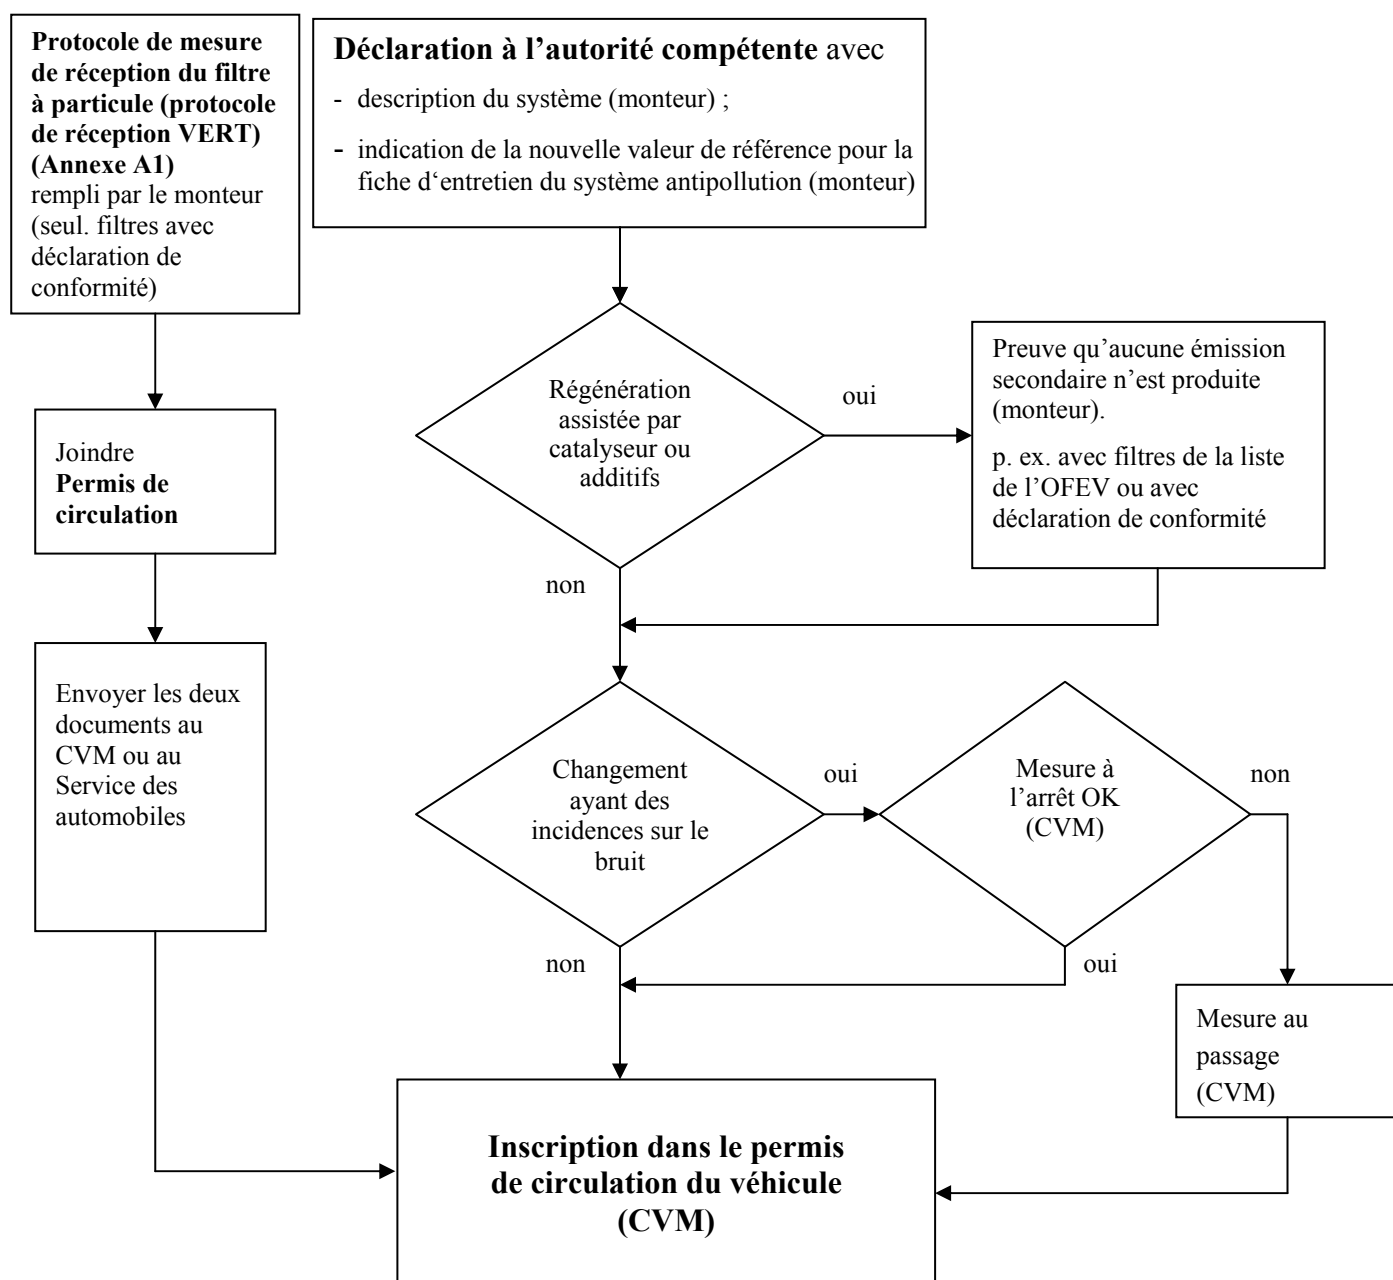 Protocole de mesure
de réception du filtre
à particule (protocole
de réception VERT)
(Annexe A1)
rempli par le monteur
(seul. filtres avec
déclaration de
conformité)
Joindre
Permis de
circulation
Envoyer les deux
documents au
CVM ou au
Service des
automobiles
Déclaration à l’autorité compétente avec
- description du système (monteur) ;
- indication de la nouvelle valeur de référence pour la
fiche d‘entretien du système antipollution (monteur)
Régénération
assistée par
catalyseur ou
additifs
oui
Preuve qu’aucune émission
secondaire n’est produite
(monteur).
p. ex. avec filtres de la liste
de l’OFEV ou avec
déclaration de conformité
non
Changement
ayant des
incidences sur le
bruit
oui
Mesure à
l’arrêt OK
(CVM)
non
non
oui
Mesure au
passage
(CVM)
Inscription dans le permis
de circulation du véhicule
(CVM)